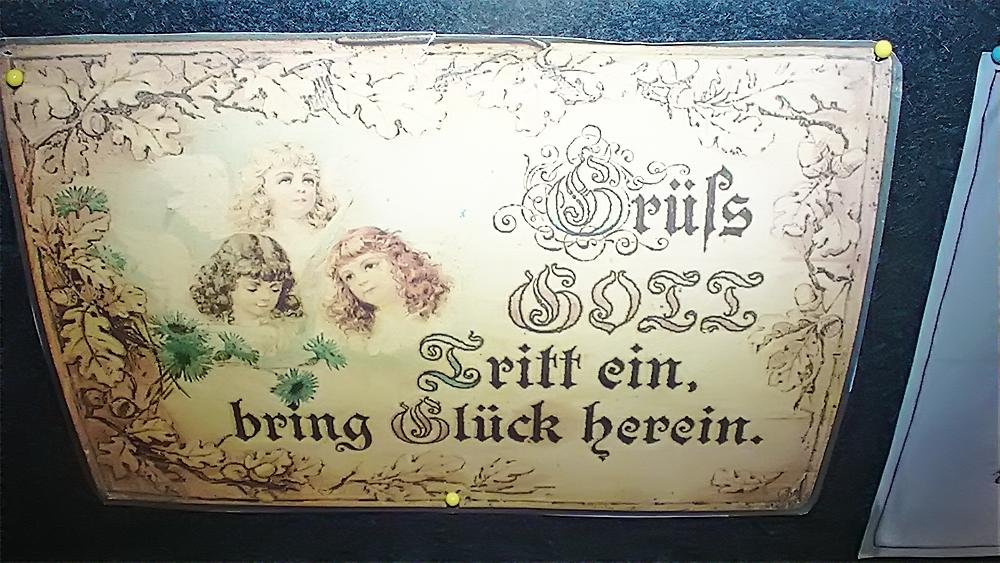 Grüſs
GOTT
Tritt ein,
bring Glück herein.